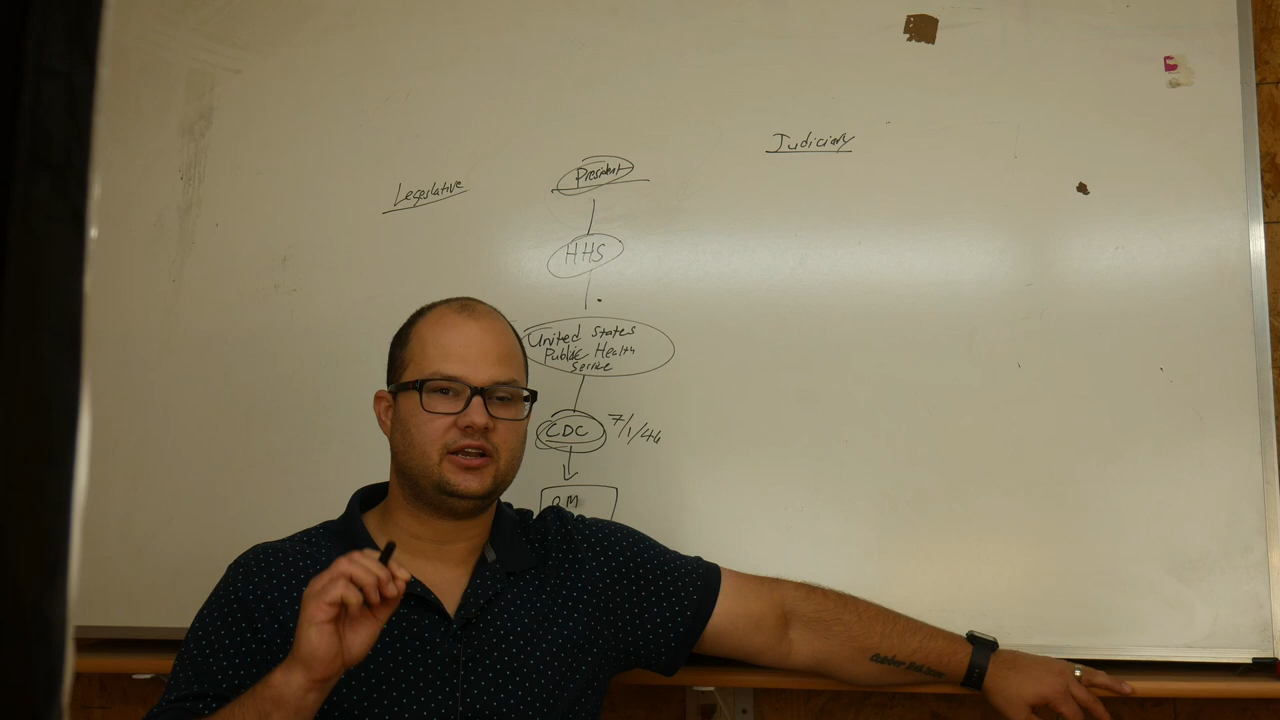 Judiciary
President
Legislative
HHS
United States
Public Health
Service
CDC 7/1/46